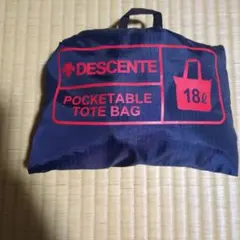 DESCENTE
POCKETABLE
TOTE BAG
18ℓ